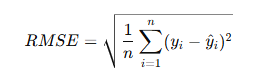 RMSE = \sqrt{\frac{1}{n} \sum_{i=1}^{n} (y_i - \hat{y}_i)^2}